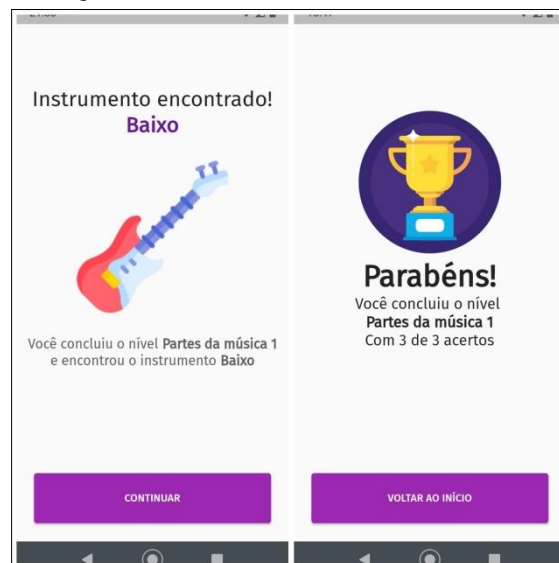 Instrumento encontrado!
Baixo
Você concluiu o nível Partes da música 1
e encontrou o instrumento Baixo
CONTINUAR
Parabéns!
Você concluiu o nível
Partes da música 1
Com 3 de 3 acertos
VOLTAR AO INÍCIO